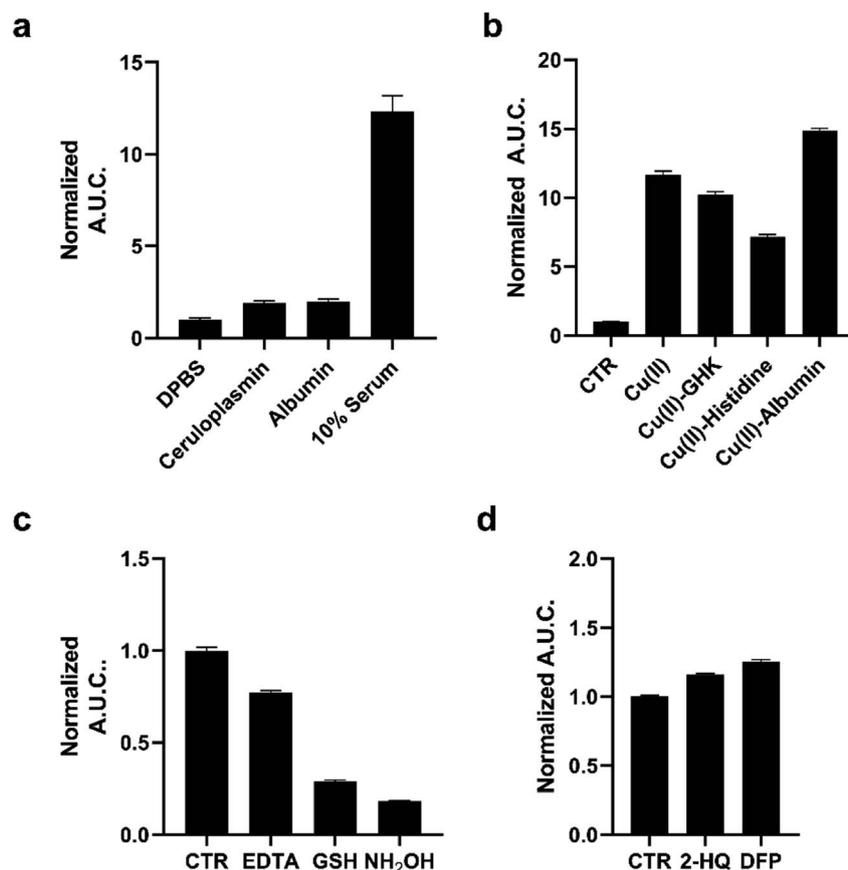 a
Normalized
A.U.C.
15
10
5
0
DPBS
Ceruloplasmin
Albumin
10% Serum
b
Normalized A.U.C.
20
15
10
5
0
CTR
Cu(II)
Cu(II)-GHK
Cu(II)-Histidine
Cu(II)-Albumin
c
Normalized
A.U.C..
1.5
1.0
0.5
0.0
CTR EDTA GSH NH₂OH
d
Normalized A.U.C.
2.0
1.5
1.0
0.5
0.0
CTR 2-HQ DFP